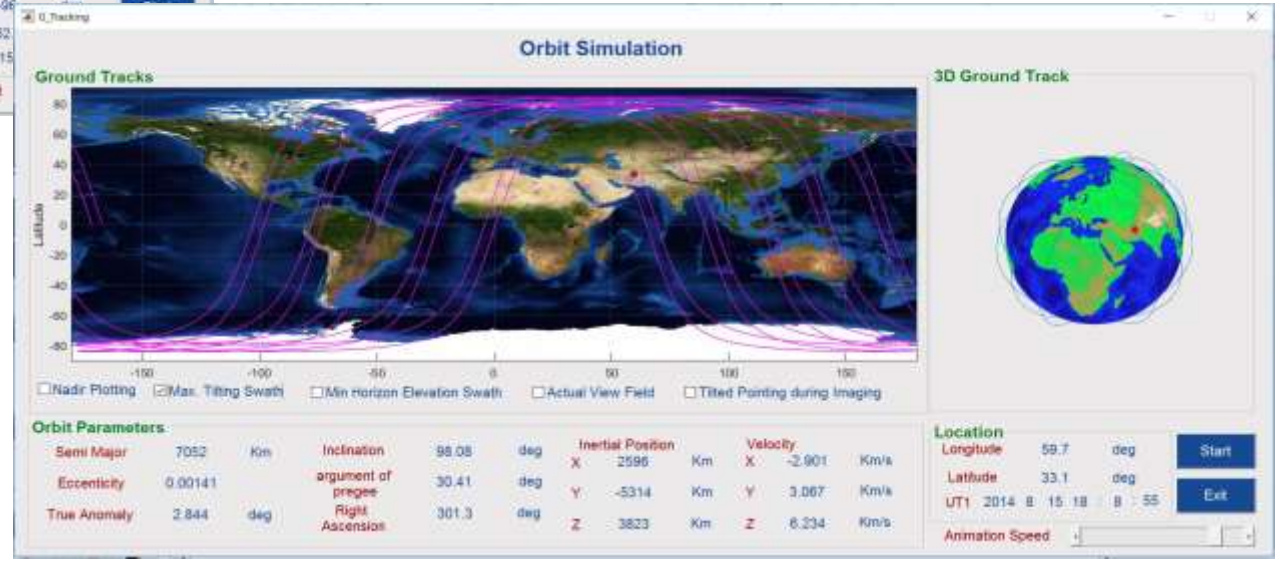 G_Tracking
Orbit Simulation
Ground Tracks
3D Ground Track
Latitude
80
60
40
20
0
-20
-40
-60
-80
-150 -100 -50 0 50 100 150
Nadir Plotting Max. Tilting Swath Min Horizon Elevation Swath Actual View Field Tilted Pointing during Imaging
Orbit Parameters
Semi Major 7052 Km
Eccenticity 0.00141
True Anomaly 2.844 deg
Inclination 98.08 deg
argument of pregee 30.41 deg
Right Ascension 301.3 deg
Inertial Position
X 2596 Km
Y -5314 Km
Z 3823 Km
Velocity
X -2.901 Km/s
Y 3.067 Km/s
Z 6.234 Km/s
Location
Longitude 59.7 deg
Latitude 33.1 deg
UT1 2014 8 15 18 : 8 : 55
Animation Speed
Start
Exit